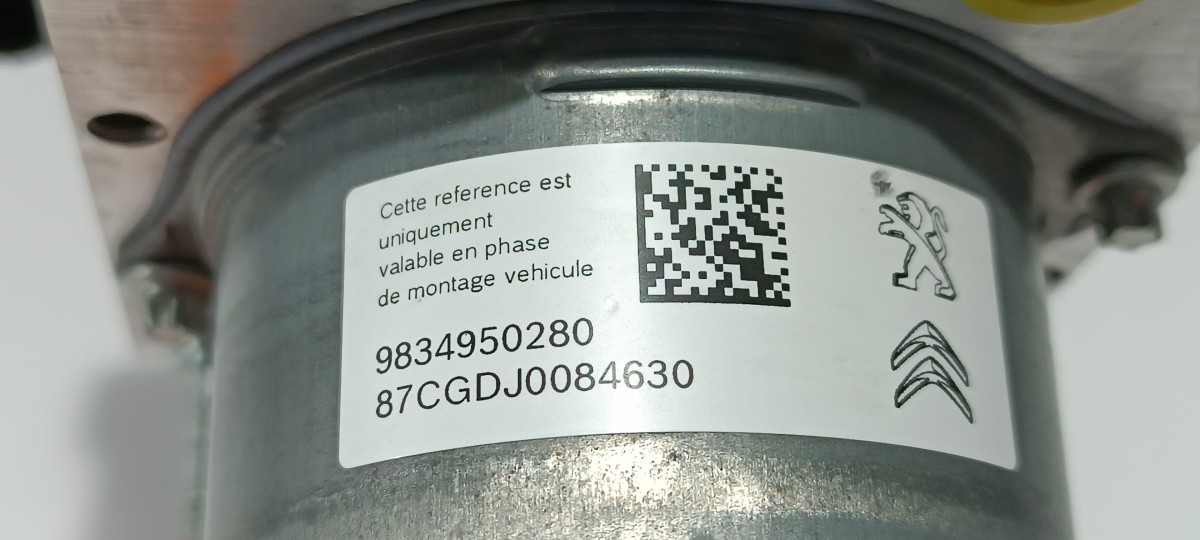 Cette reference est
uniquement
valable en phase
de montage vehicule
9834950280
87CGDJ0084630